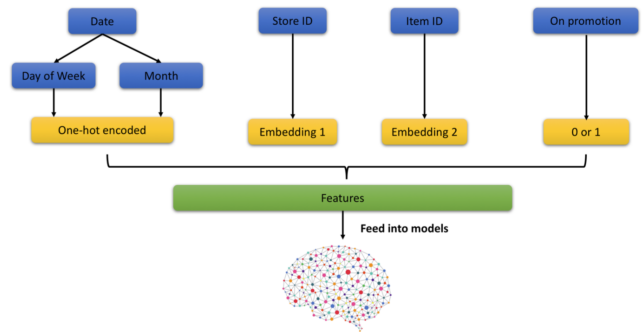 Date
Store ID
Item ID
On promotion
Day of Week
Month
One-hot encoded
Embedding 1
Embedding 2
0 or 1
Features
Feed into models